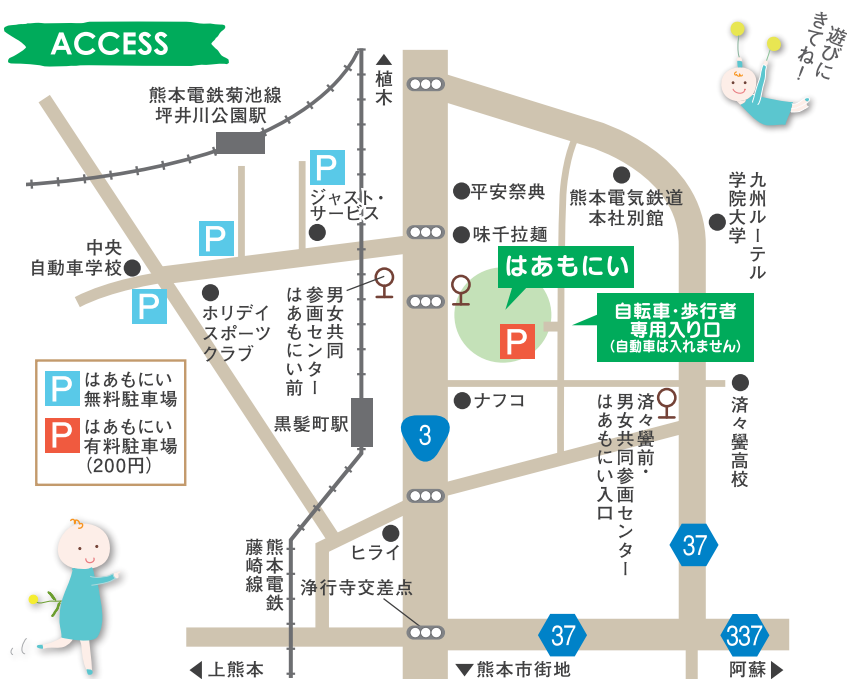 ACCESS
遊びに
きてね!
植木
熊本電鉄菊池線
坪井川公園駅
P
ジャスト・
サービス
P
中央
自動車学校
P
ホリデイ
スポーツ
クラブ
男女共同
参画センター
はあもにい前
平安祭典
味千拉麺
熊本電気鉄道
本社別館
九州ルーテル
学院大学
はあもにい
P
自転車・歩行者
専用入り口
(自動車は入れません)
P
はあもにい
無料駐車場
P
はあもにい
有料駐車場
(200円)
黒髪町駅
3
ナフコ
済々黌前・
男女共同参画センター
はあもにい入口
済々黌高校
37
熊本電鉄
藤崎線
ヒライ
浄行寺交差点
37
337
上熊本
熊本市街地
阿蘇